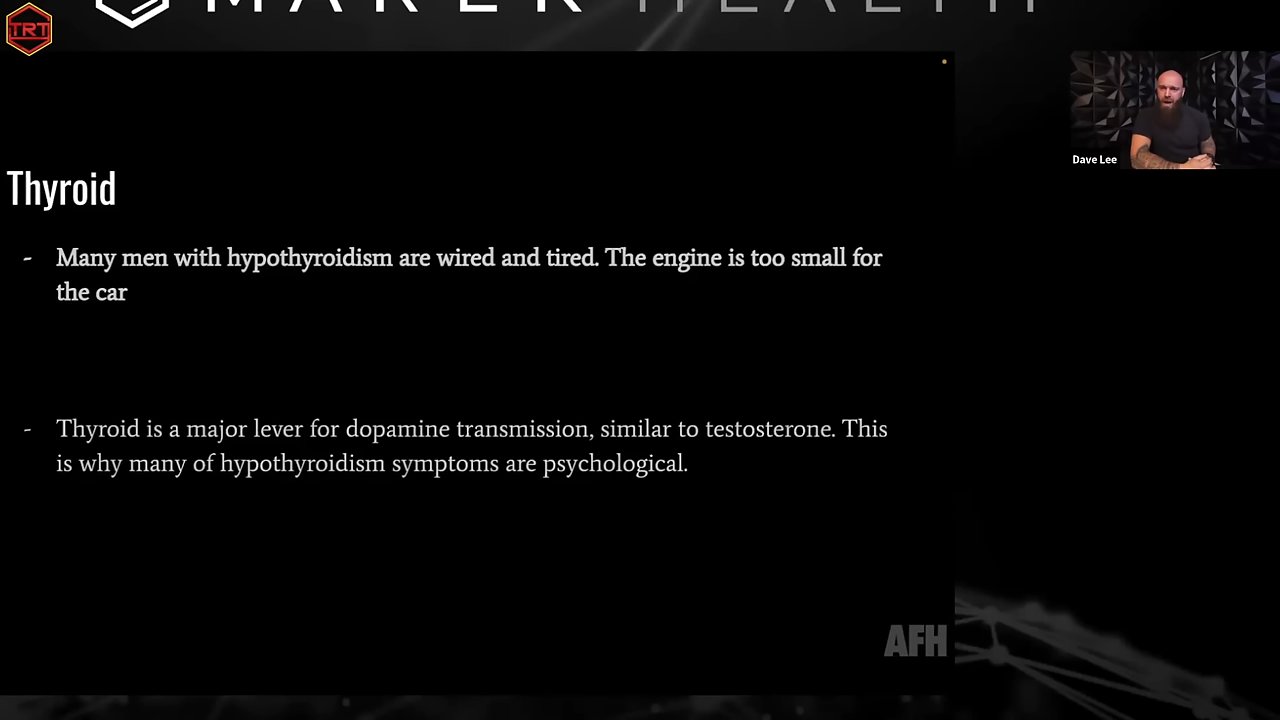 MAKER HEALTH
TRT
Dave Lee
Thyroid
- Many men with hypothyroidism are wired and tired. The engine is too small for
the car
- Thyroid is a major lever for dopamine transmission, similar to testosterone. This
is why many of hypothyroidism symptoms are psychological.
AFH